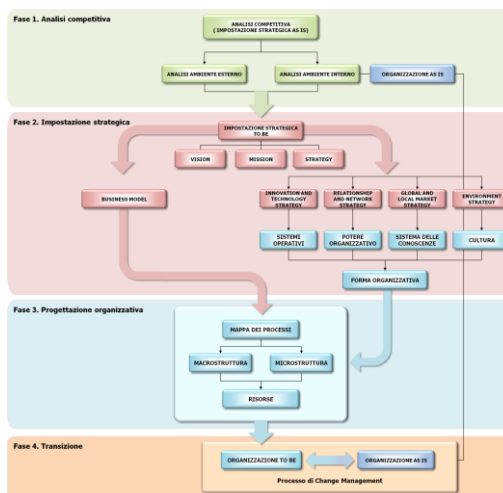 Fase 1. Analisi competitiva
ANALISI COMPETITIVA
( IMPOSTAZIONE STRATEGICA AS IS)
ANALISI AMBIENTE ESTERNO
ANALISI AMBIENTE INTERNO
ORGANIZZAZIONE AS IS
Fase 2. Impostazione strategica
IMPOSTAZIONE STRATEGICA
TO BE
VISION
MISSION
STRATEGY
BUSINESS MODEL
INNOVATION AND
TECHNOLOGY
STRATEGY
RELATIONSHIP
AND NETWORK
STRATEGY
GLOBAL AND
LOCAL MARKET
STRATEGY
ENVIRONMENT
STRATEGY
SISTEMI
OPERATIVI
POTERE
ORGANIZZATIVO
SISTEMA DELLE
CONOSCENZE
CULTURA
FORMA ORGANIZZATIVA
Fase 3. Progettazione organizzativa
MAPPA DEI PROCESSI
MACROSTRUTTURA
MICROSTRUTTURA
RISORSE
Fase 4. Transizione
ORGANIZZAZIONE TO BE
ORGANIZZAZIONE AS IS
Processo di Change Management